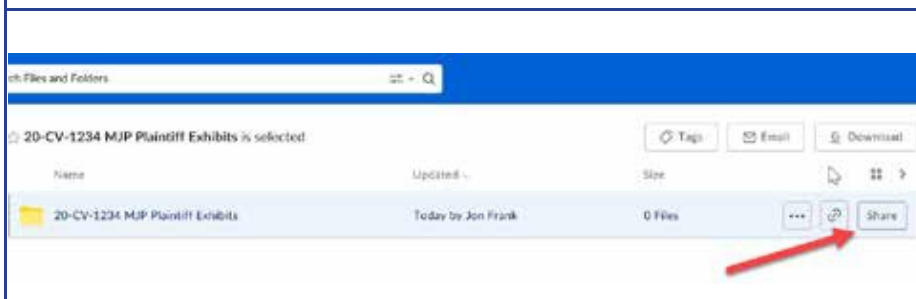 ch Files and Folders
20-CV-1234 MJP Plaintiff Exhibits is selected
Tags Email Download
Name Updated Size
20-CV-1234 MJP Plaintiff Exhibits Today by Jon Frank 0 Files Share